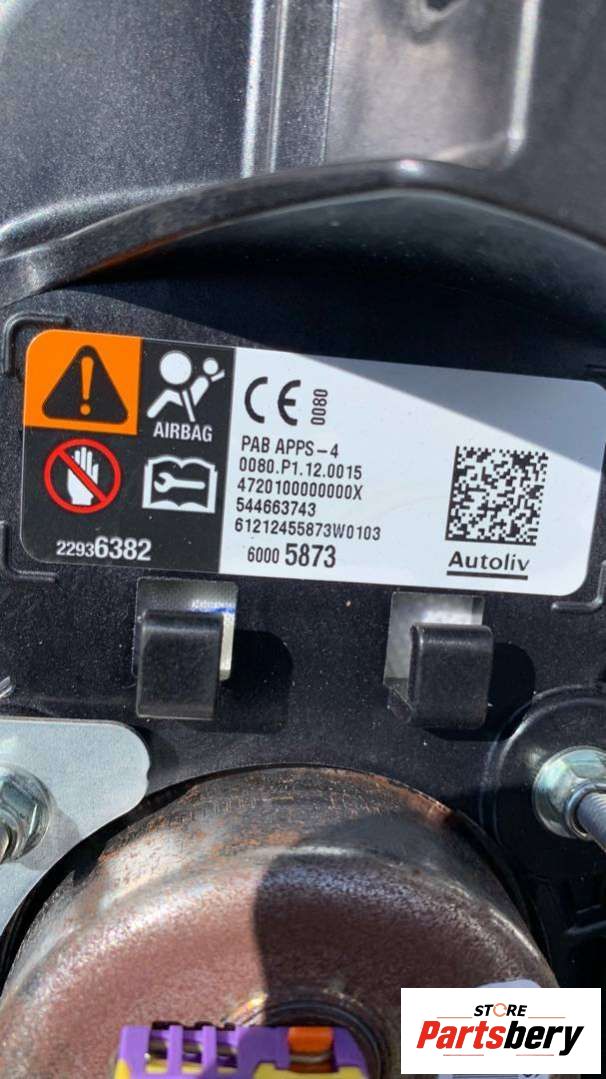 AIRBAG
22936382
CE 0080
PAB APPS-4
0080.P1.12.0015
4720100000000X
544663743
61212455873W0103
6000 5873
Autoliv
STORE
Partsbery